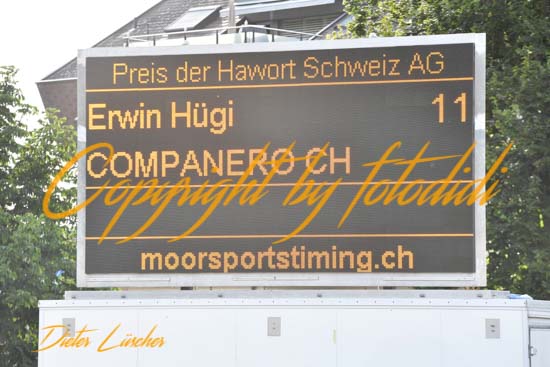 Preis der Hawort Schweiz AG
Erwin Hügi 11
COMPANERO CH
Copyright by fotodidi
moorsportstiming.ch
Dieter Lüscher